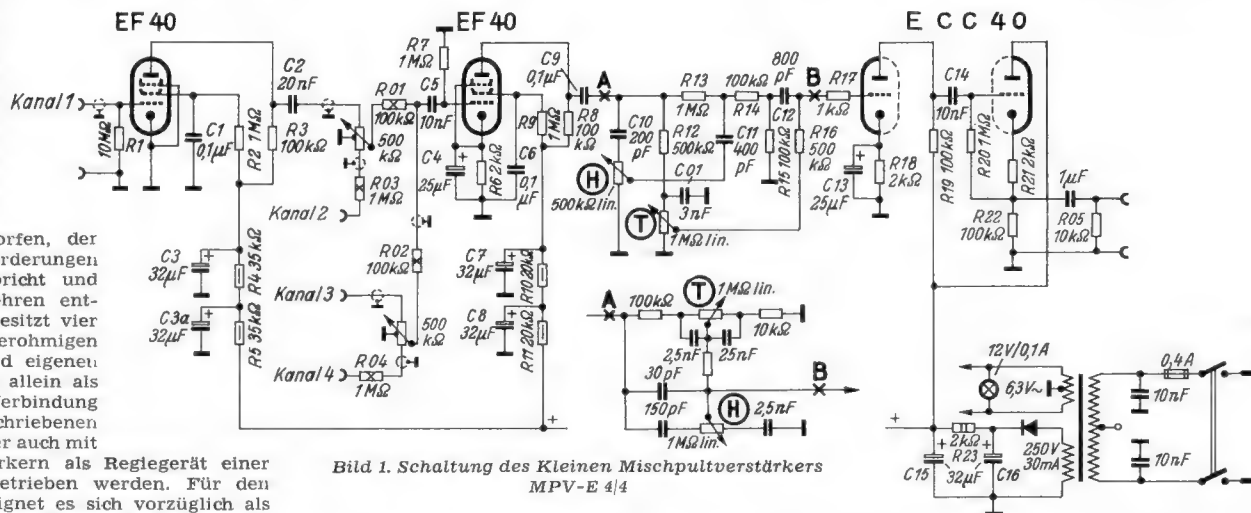 EF 40
EF 40
E C C 40
Kanal 1
10MΩ
R1
C1
0,1µF
R2 1MΩ
R3
100kΩ
C2
20nF
500
kΩ
R03
1MΩ
Kanal 2
R01
100kΩ
R7
1MΩ
C5
10nF
C4
25µF
R6 2kΩ
C6
0,1
µF
R9
1MΩ
C9
0,1µF
R8
100
kΩ
A
C10
200
pF
H
500kΩ lin.
R12
500kΩ
C01
3nF
T
1MΩ lin.
R13
1MΩ
100kΩ
R14
C11
400
pF
800
pF
C12
R15 100kΩ
R16
500
kΩ
B
R17
1kΩ
C13
25µF
R18
2kΩ
R19 100kΩ
C14
10nF
R20 1MΩ
R21 2kΩ
R22
100kΩ
1µF
R05
10kΩ
C3
32µF
R4 35kΩ
C3a
32µF
R5 35kΩ
R02
100kΩ
Kanal 3
500
kΩ
R04
1MΩ
Kanal 4
C7
32µF
R10 20kΩ
C8
32µF
R11 20kΩ
+
A
100kΩ
T
1MΩ lin.
10kΩ
2,5nF
25nF
30pF
B
150pF
H
2,5nF
1MΩ lin.
12V/0,1A
6,3V~
0,4A
10nF
10nF
+
2kΩ
R23
C15
32µF
C16
250V
30mA
orfen, der
rderungen
pricht und
ehren ent-
esitzt vier
erohmigen
d eigenen
allein als
Verbindung
schriebenen
er auch mit
rkern als Regiegerät einer
etrieben werden. Für den
ignet es sich vorzüglich als
Bild 1. Schaltung des Kleinen Mischpultverstärkers
MPV-E 4/4